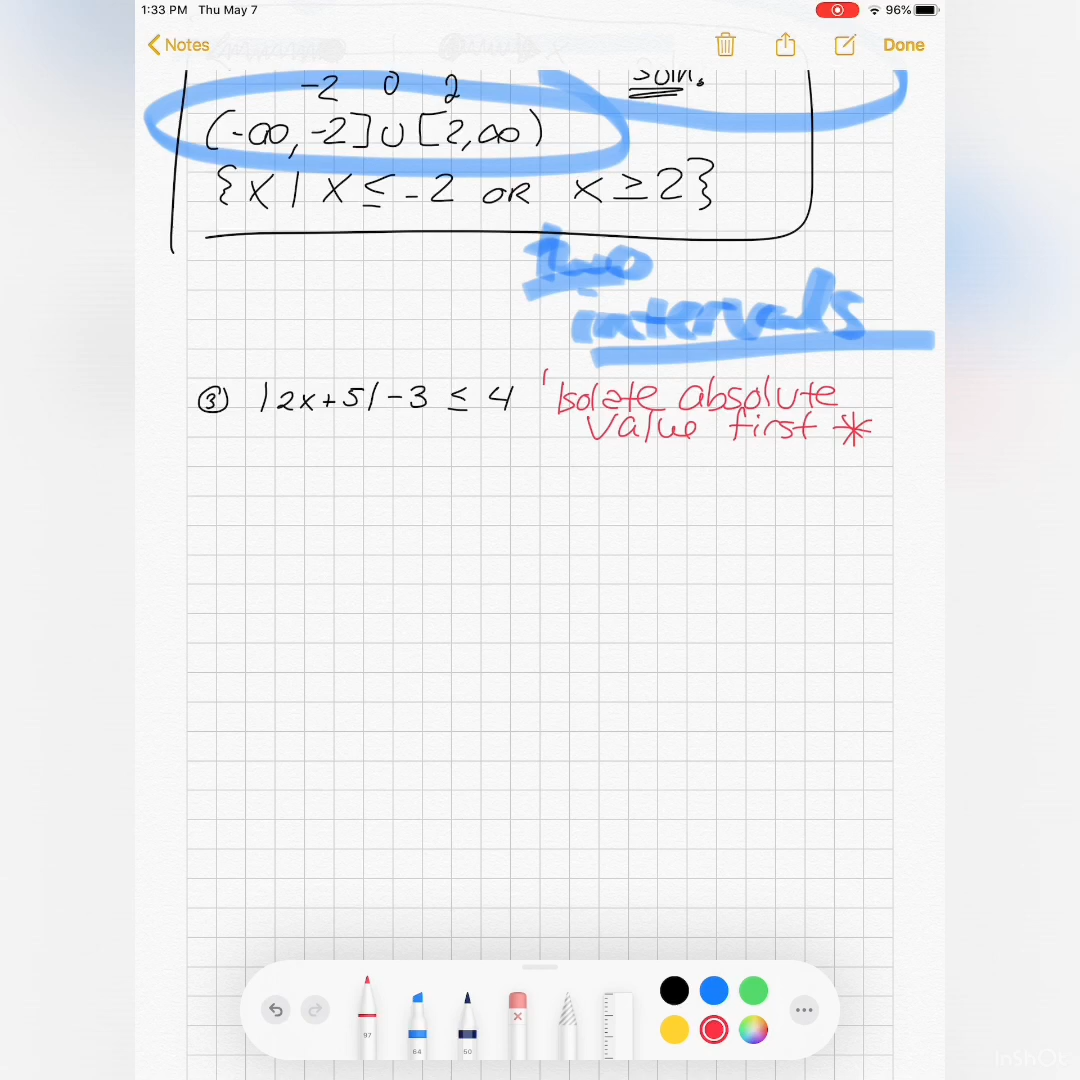 1:33 PM Thu May 7 96%
Notes Done
-2 0 2 soln.
(-∞, -2] ∪ [2, ∞)
{x | x ≤ -2 OR x ≥ 2}
two
intervals
③ |2x+5| - 3 ≤ 4 Isolate absolute
value first *
97 64 50
InShOt